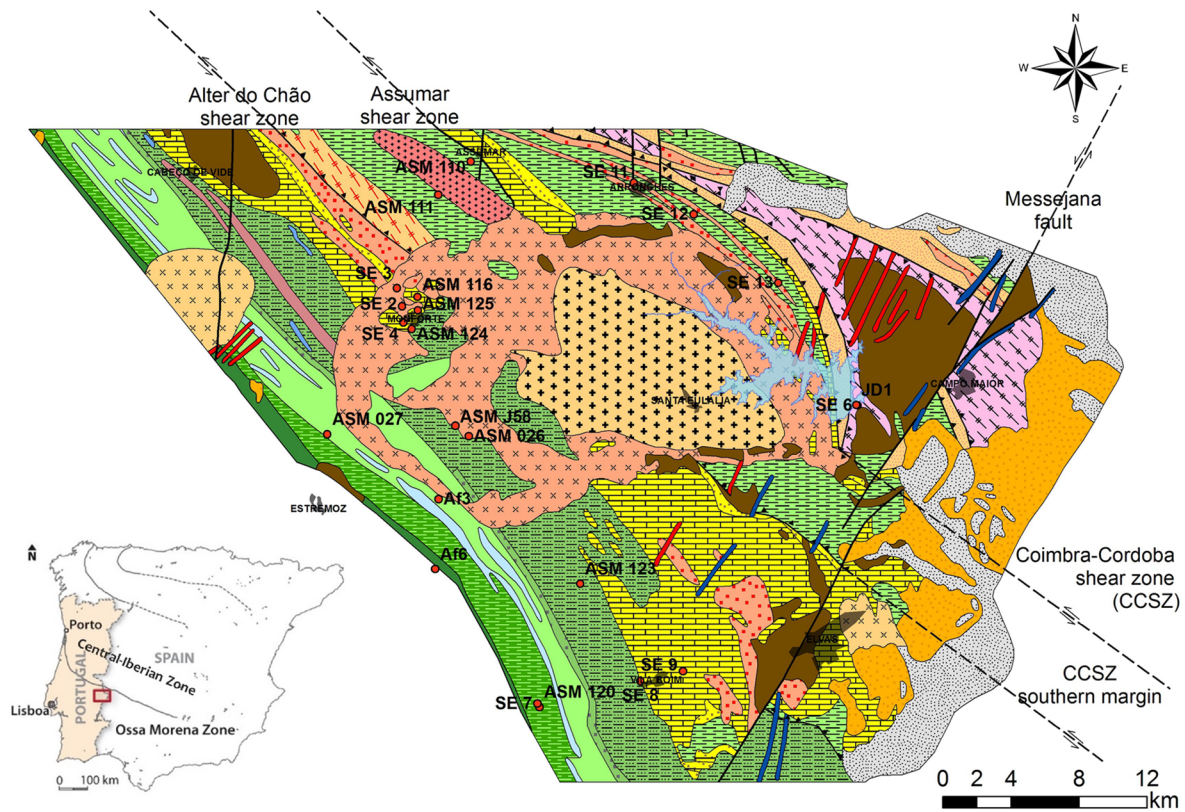 N
W
E
S
Alter do Chão
shear zone
Assumar
shear zone
Messejana
fault
ASSUMAR
ASM 110
CABEÇO DE VIDE
SE 11
ARRONCHES
ASM 111
SE 12
SE 3
ASM 116
SE 13
SE 2
ASM 125
MONFORTE
SE 4
ASM 124
CAMPO MAIOR
JD1
SANTA EULÁLIA
SE 6
ASM 027
ASM J58
ASM 026
Af3
ESTREMOZ
Af6
ASM 123
Coimbra-Cordoba
shear zone
(CCSZ)
ELVAS
SE 9
VILA BOIM
SE 8
ASM 120
SE 7
CCSZ
southern margin
N
Porto
Central-Iberian Zone
SPAIN
PORTUGAL
Lisboa
Ossa Morena Zone
0 100 km
0 2 4 8 12
km